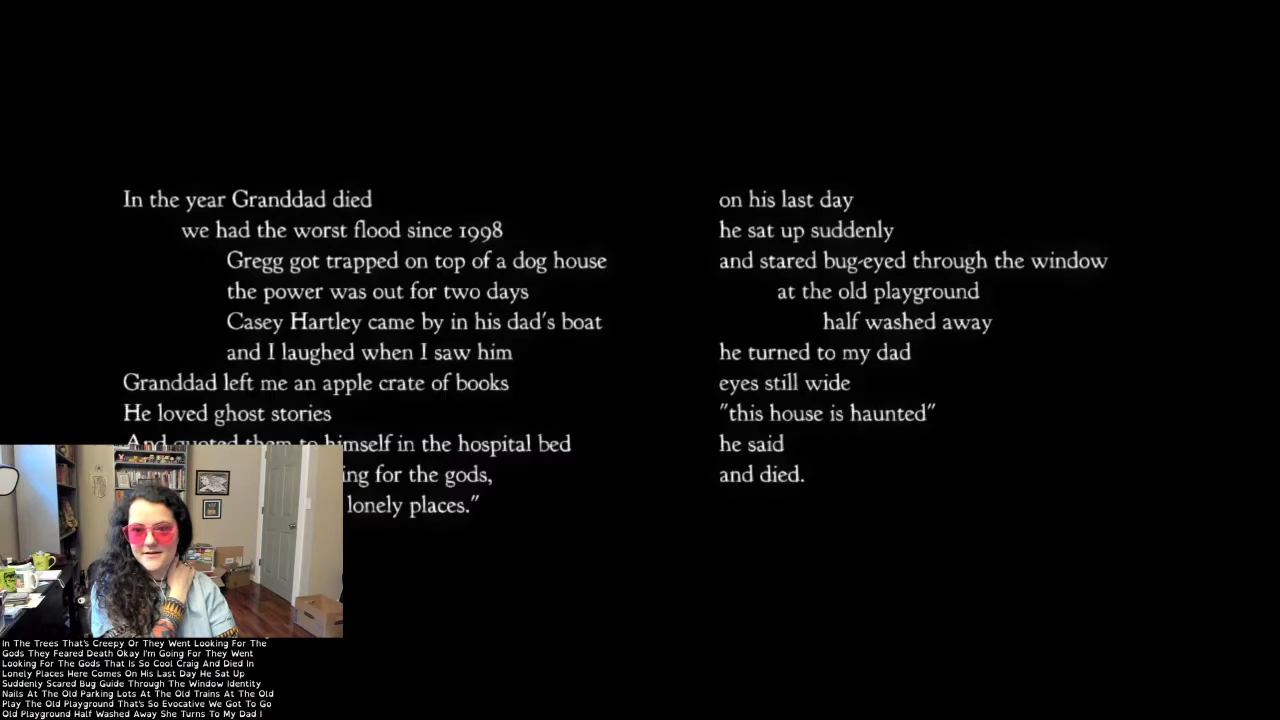 In the year Granddad died
we had the worst flood since 1998
Gregg got trapped on top of a dog house
the power was out for two days
Casey Hartley came by in his dad's boat
and I laughed when I saw him
Granddad left me an apple crate of books
He loved ghost stories
And quoted them to himself in the hospital bed
ing for the gods,
lonely places."
on his last day
he sat up suddenly
and stared bug-eyed through the window
at the old playground
half washed away
he turned to my dad
eyes still wide
"this house is haunted"
he said
and died.
In The Trees That's Creepy Or They Went Looking For The
Gods They Feared Death Okay I'm Going For They Went
Looking For The Gods That Is So Cool Craig And Died In
Lonely Places Here Comes On His Last Day He Sat Up
Suddenly Scared Bug Guide Through The Window Identity
Nails At The Old Parking Lots At The Old Trains At The Old
Play The Old Playground That's So Evocative We Got To Go
Old Playground Half Washed Away She Turns To My Dad I